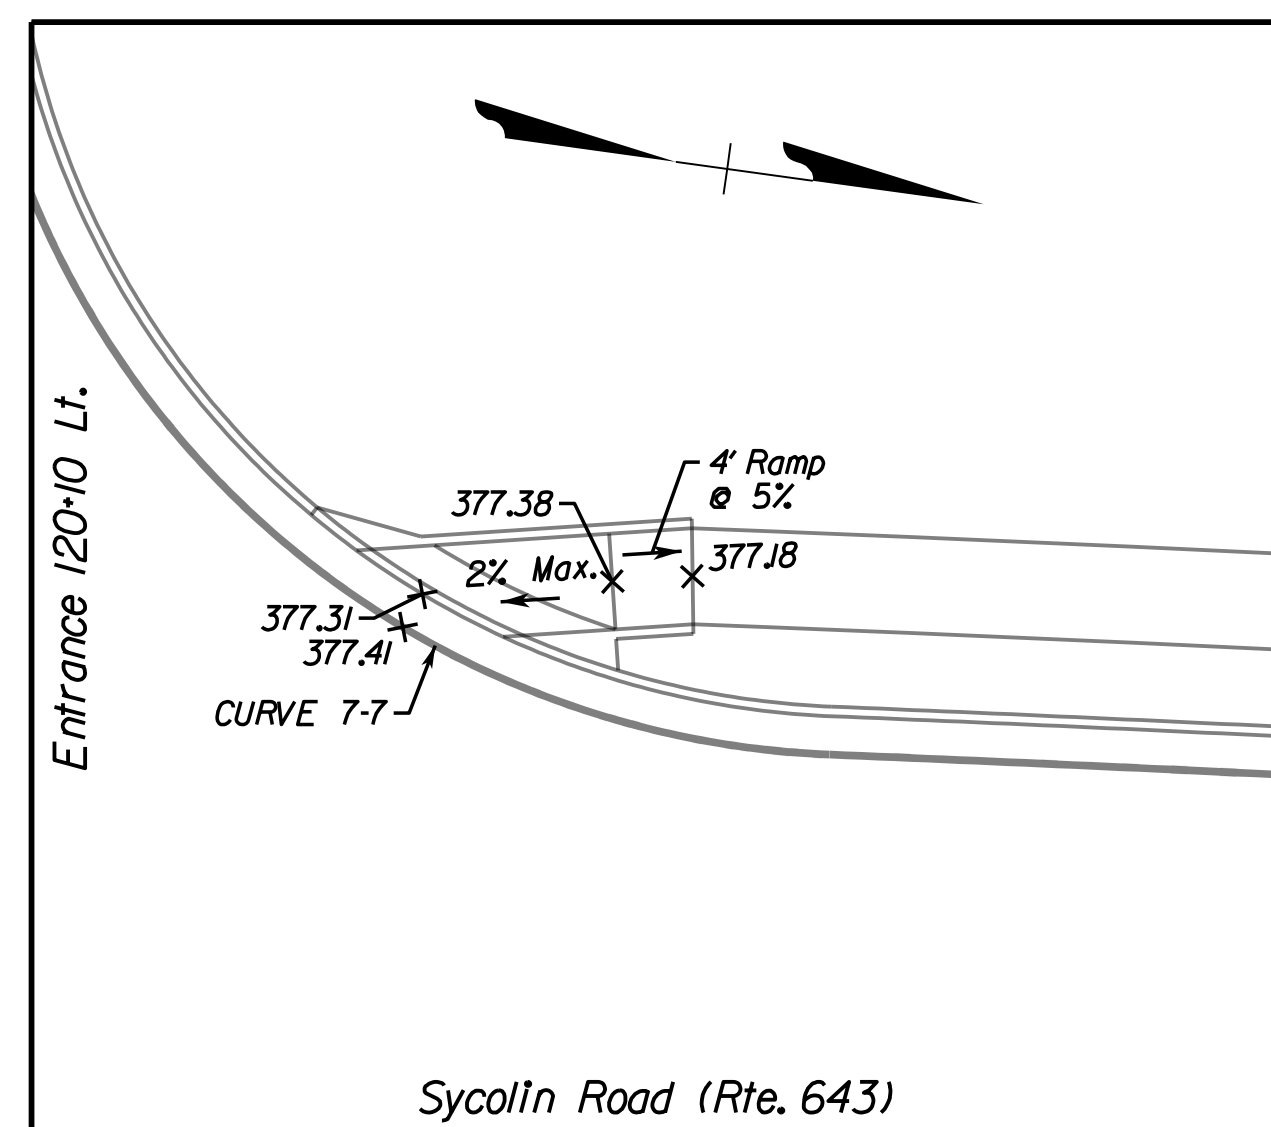 4' Ramp
@ 5%
377.38
377.18
2% Max.
377.31
377.41
CURVE 7-7
Entrance 120+10 Lt.
Sycolin Road (Rte. 643)